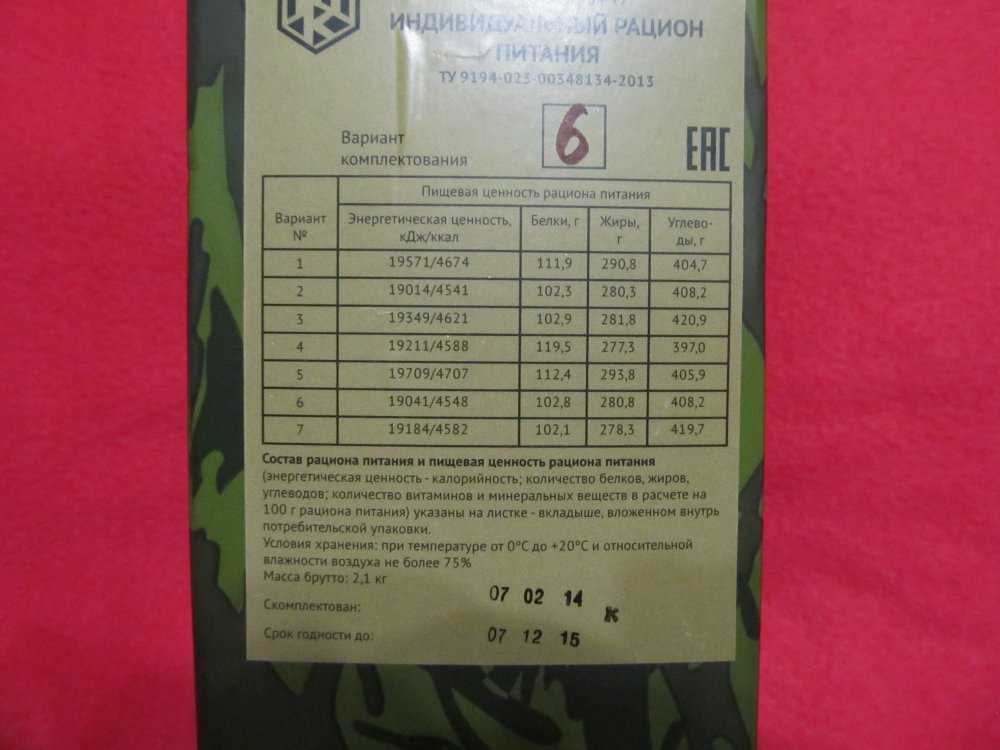 ИНДИВИДУАЛЬНЫЙ РАЦИОН
ПИТАНИЯ
ТУ 9194-023-00348134-2013
Вариант
комплектования
6
ЕАС
Вариант
№
Пищевая ценность рациона питания
Энергетическая ценность,
кДж/ккал
Белки, г
Жиры,
г
Углево-
ды, г
1 19571/4674 111,9 290,8 404,7
2 19014/4541 102,3 280,3 408,2
3 19349/4621 102,9 281,8 420,9
4 19211/4588 119,5 277,3 397,0
5 19709/4707 112,4 293,8 405,9
6 19041/4548 102,8 280,8 408,2
7 19184/4582 102,1 278,3 419,7
Состав рациона питания и пищевая ценность рациона питания
(энергетическая ценность - калорийность; количество белков, жиров,
углеводов; количество витаминов и минеральных веществ в расчете на
100 г рациона питания) указаны на листке - вкладыше, вложенном внутрь
потребительской упаковки.
Условия хранения: при температуре от 0°С до +20°С и относительной
влажности воздуха не более 75%
Масса брутто: 2,1 кг
Скомплектован: 07 02 14 К
Срок годности до: 07 12 15